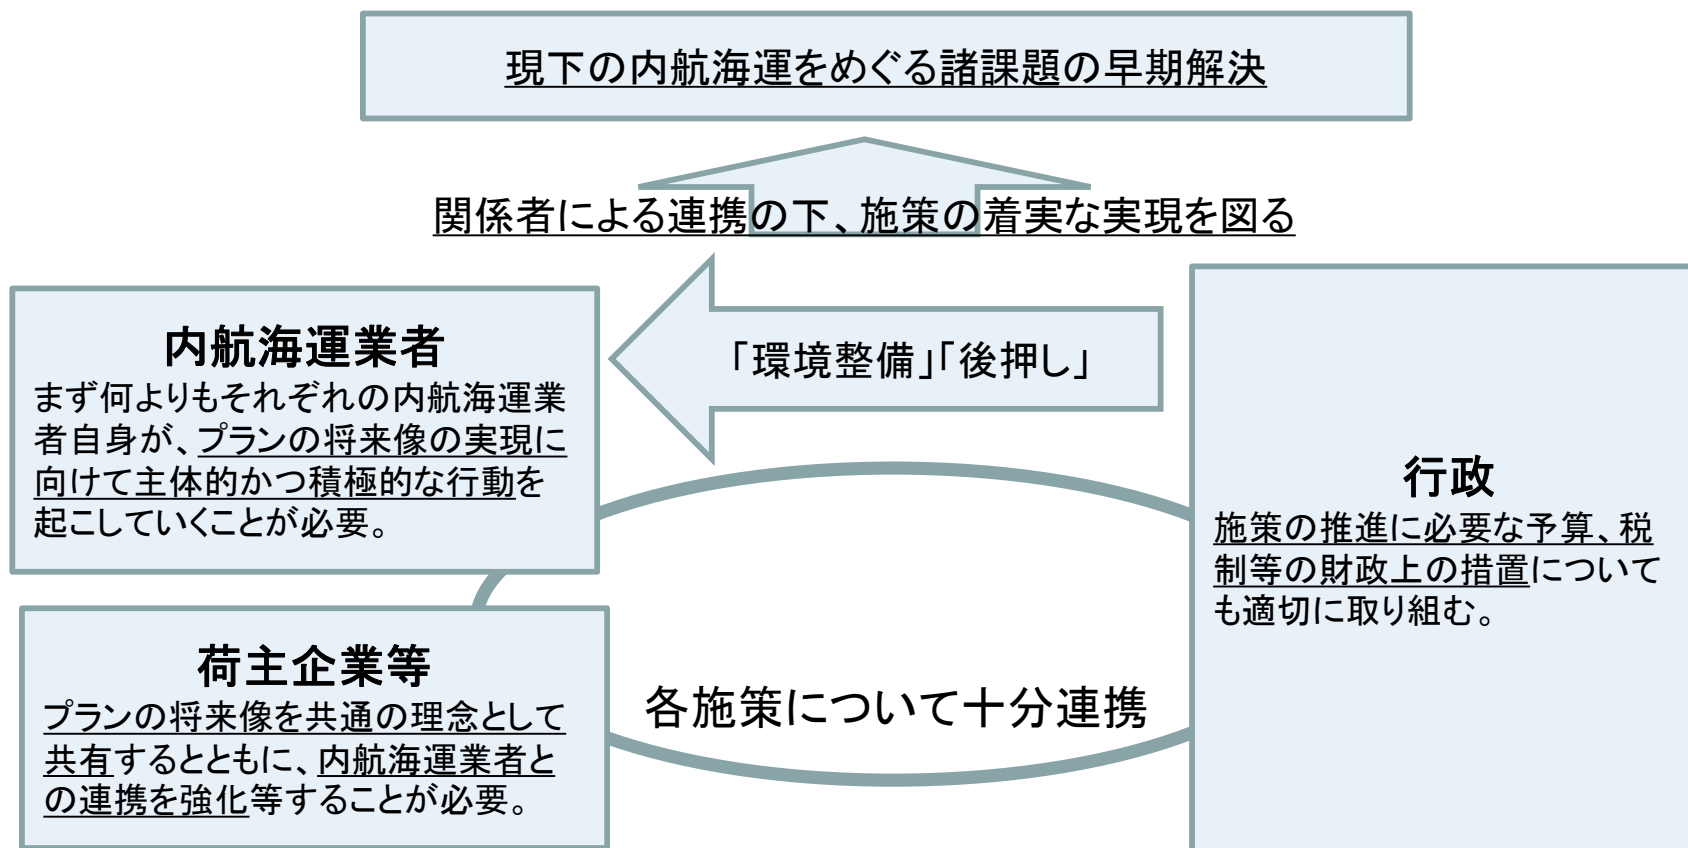 現下の内航海運をめぐる諸課題の早期解決
関係者による連携の下、施策の着実な実現を図る
「環境整備」「後押し」
内航海運業者
まず何よりもそれぞれの内航海運業
者自身が、プランの将来像の実現に
向けて主体的かつ積極的な行動を
起こしていくことが必要。
行政
施策の推進に必要な予算、税
制等の財政上の措置について
も適切に取り組む。
荷主企業等
プランの将来像を共通の理念として
共有するとともに、内航海運業者と
の連携を強化等することが必要。
各施策について十分連携